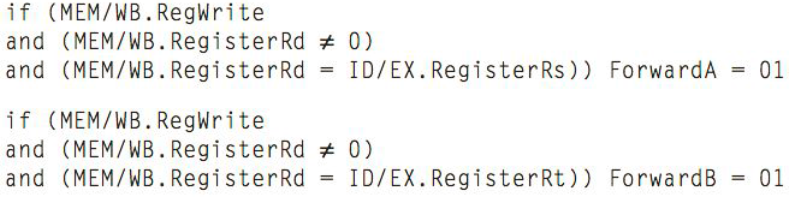 if (MEM/WB.RegWrite
and (MEM/WB.RegisterRd ≠ 0)
and (MEM/WB.RegisterRd = ID/EX.RegisterRs)) ForwardA = 01
if (MEM/WB.RegWrite
and (MEM/WB.RegisterRd ≠ 0)
and (MEM/WB.RegisterRd = ID/EX.RegisterRt)) ForwardB = 01